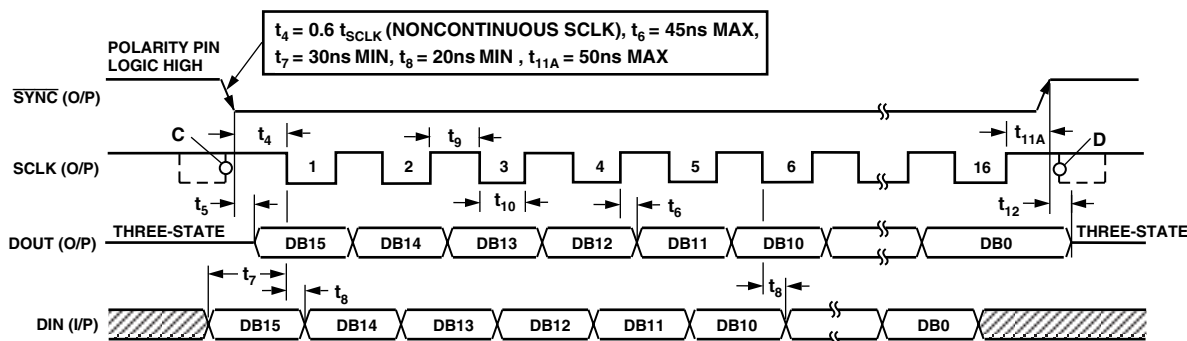 t4 = 0.6 tSCLK (NONCONTINUOUS SCLK), t6 = 45ns MAX,
t7 = 30ns MIN, t8 = 20ns MIN , t11A = 50ns MAX
POLARITY PIN
LOGIC HIGH
SYNC (O/P)
C
t4
t9
t11A
D
SCLK (O/P)
1
2
3
4
5
6
16
t5
t10
t6
t12
DOUT (O/P)
THREE-STATE
DB15
DB14
DB13
DB12
DB11
DB10
DB0
THREE-STATE
t7
t8
t8
DIN (I/P)
DB15
DB14
DB13
DB12
DB11
DB10
DB0